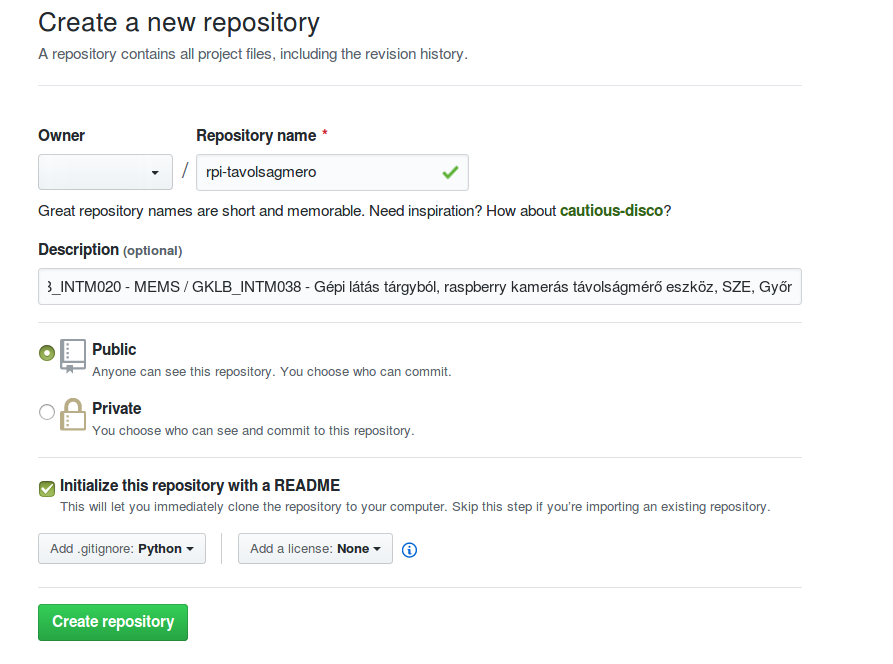 Create a new repository
A repository contains all project files, including the revision history.
Owner
Repository name *
/
rpi-tavolsagmero
Great repository names are short and memorable. Need inspiration? How about cautious-disco?
Description (optional)
_INTM020 - MEMS / GKLB_INTM038 - Gépi látás tárgyból, raspberry kamerás távolságmérő eszköz, SZE, Győr
Public
Anyone can see this repository. You choose who can commit.
Private
You choose who can see and commit to this repository.
Initialize this repository with a README
This will let you immediately clone the repository to your computer. Skip this step if you’re importing an existing repository.
Add .gitignore: Python
Add a license: None
Create repository